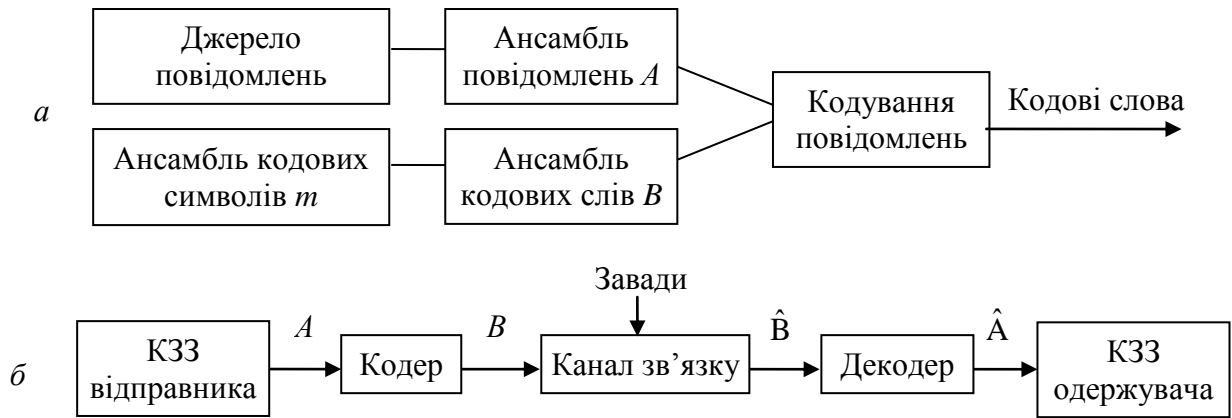 Джерело
повідомлень
Ансамбль
повідомлень A
а
Ансамбль кодових
символів m
Ансамбль
кодових слів B
Кодування
повідомлень
Кодові слова
Завади
б
КЗЗ
відправника
A
Кодер
B
Канал зв’язку
B̂
Декодер
Â
КЗЗ
одержувача